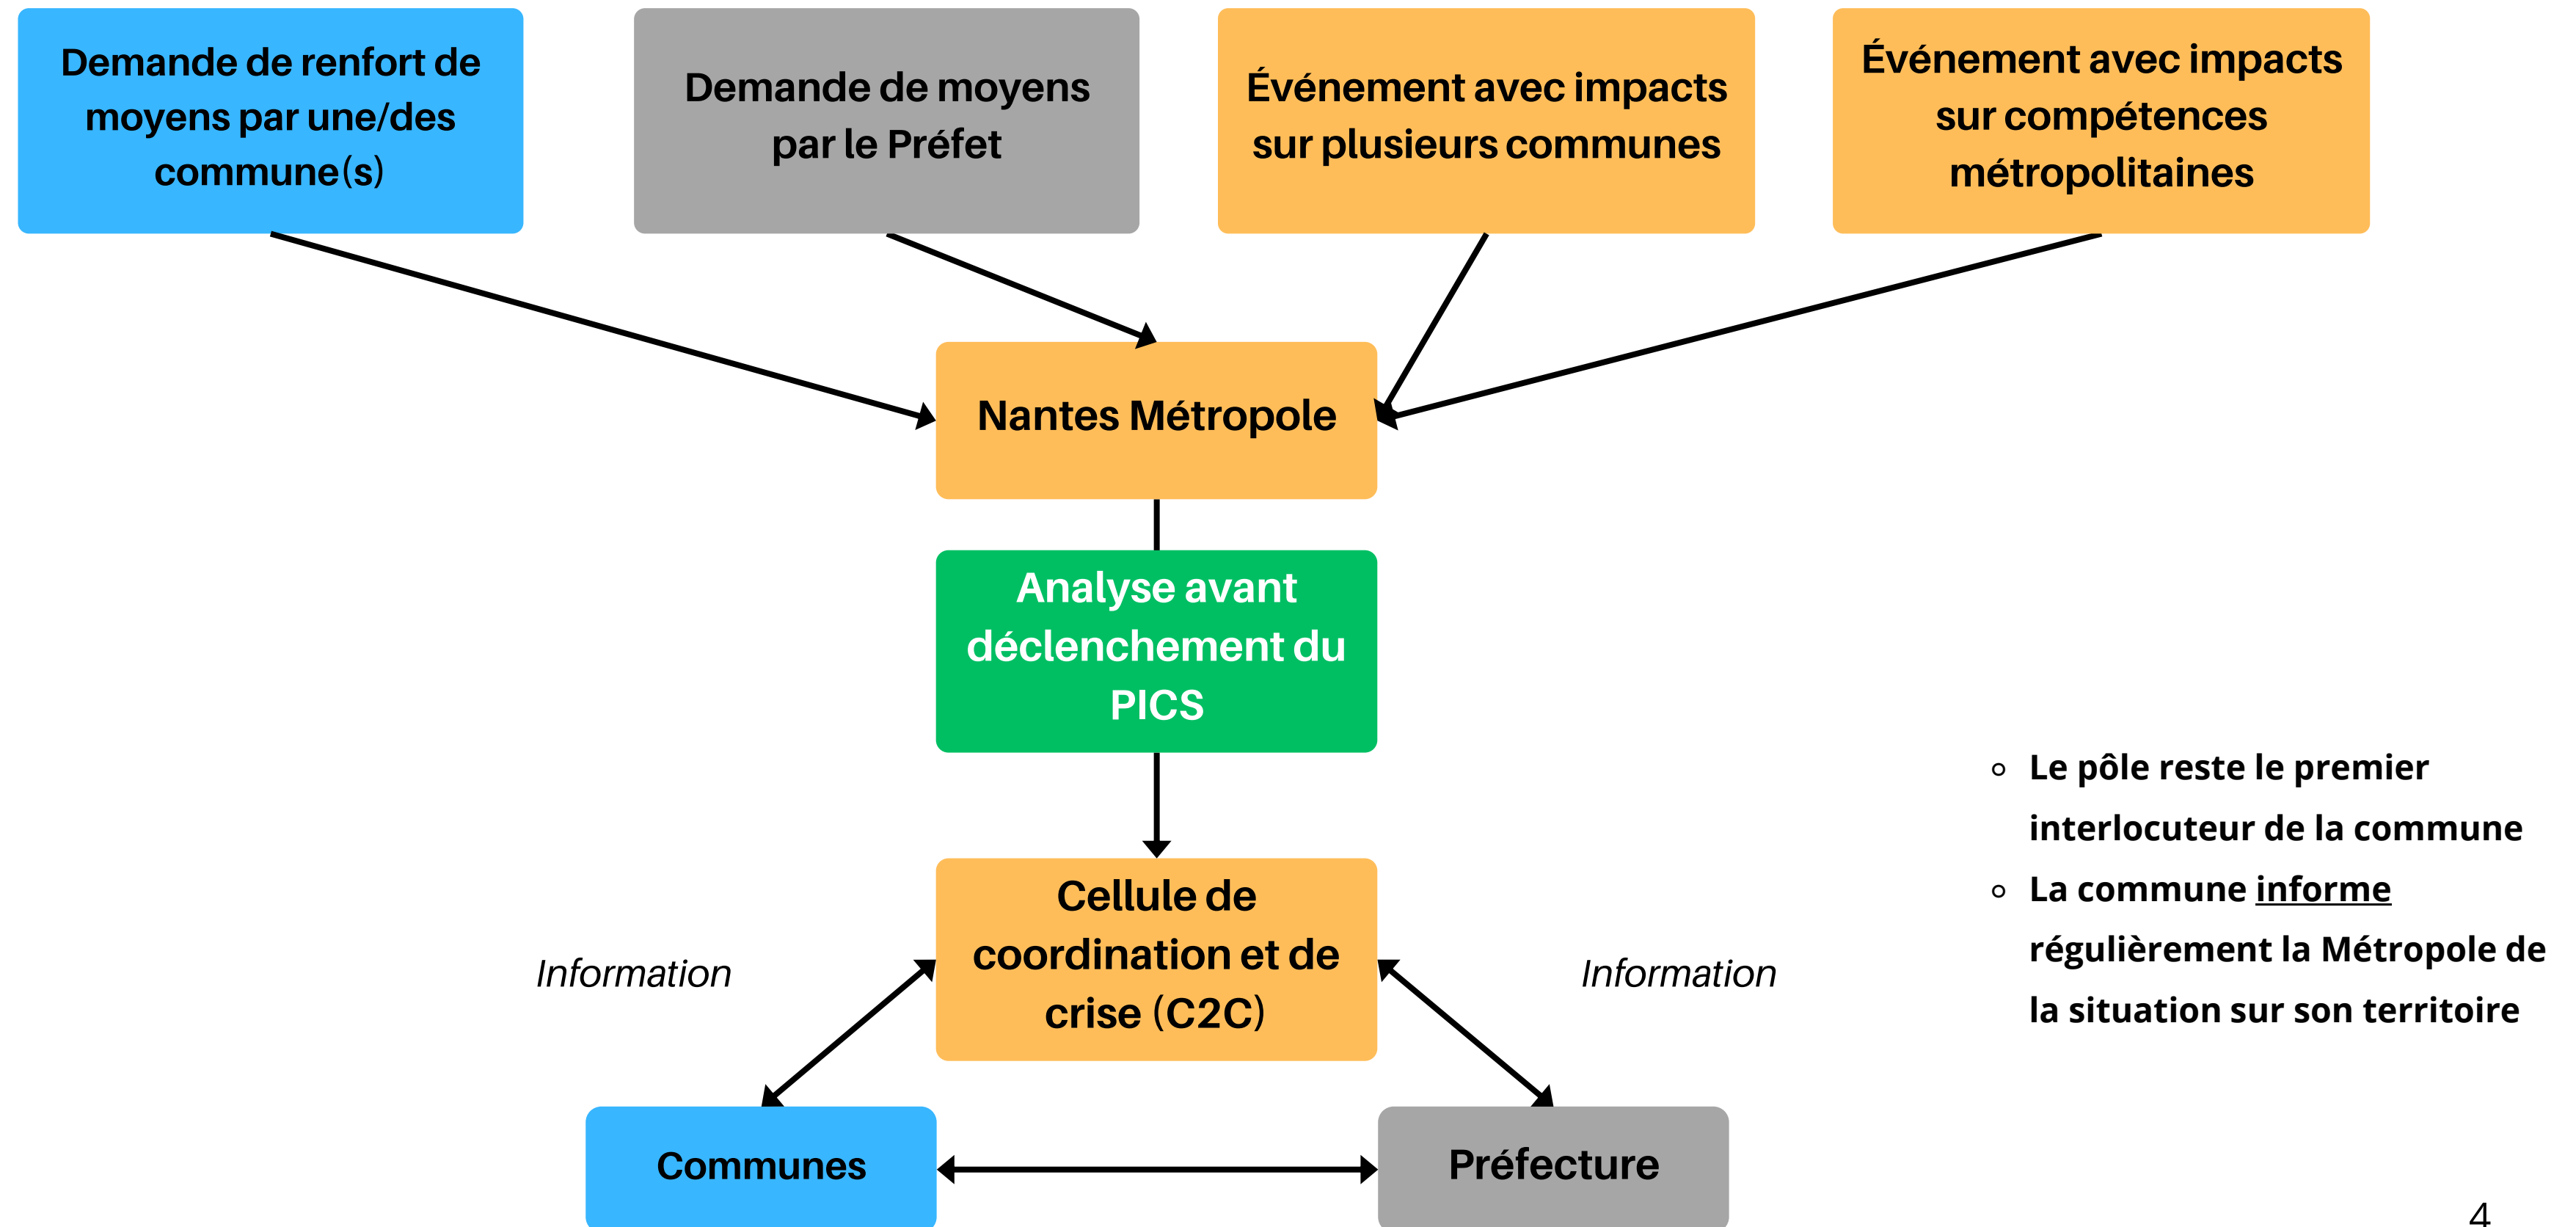 Demande de renfort de
moyens par une/des
commune(s)
Demande de moyens
par le Préfet
Événement avec impacts
sur plusieurs communes
Événement avec impacts
sur compétences
métropolitaines
Nantes Métropole
Analyse avant
déclenchement du
PICS
Cellule de
coordination et de
crise (C2C)
Information
Information
Communes
Préfecture
Le pôle reste le premier
interlocuteur de la commune
La commune informe
régulièrement la Métropole de
la situation sur son territoire
4